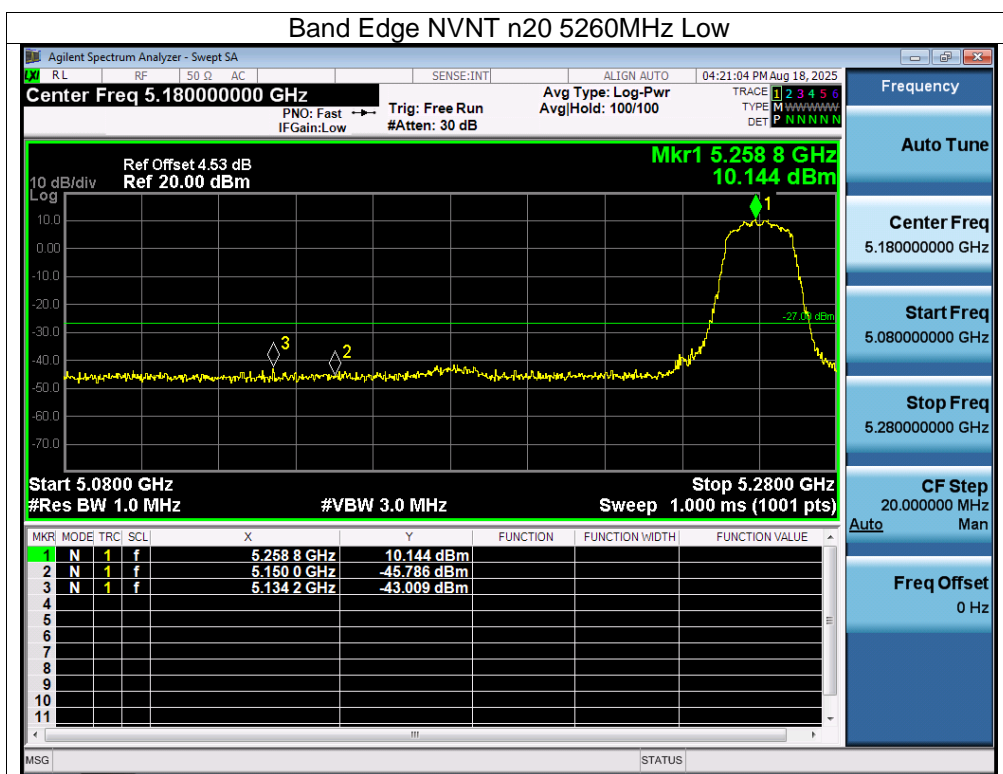 Band Edge NVNT n20 5260MHz Low
Agilent Spectrum Analyzer - Swept SA
LXI RL RF 50 Ω AC SENSE:INT ALIGN AUTO 04:21:04 PM Aug 18, 2025
Center Freq 5.180000000 GHz
PNO: Fast
IFGain:Low
Trig: Free Run
#Atten: 30 dB
Avg Type: Log-Pwr
Avg|Hold: 100/100
TRACE 1 2 3 4 5 6
TYPE M WWWWW
DET P N N N N N
Ref Offset 4.53 dB
Ref 20.00 dBm
10 dB/div
Log
Mkr1 5.258 8 GHz
10.144 dBm
10.0
0.00
-10.0
-20.0
-30.0
-40.0
-50.0
-60.0
-70.0
1
2
3
-27.00 dBm
Start 5.0800 GHz Stop 5.2800 GHz
#Res BW 1.0 MHz #VBW 3.0 MHz Sweep 1.000 ms (1001 pts)
MKR MODE TRC SCL X Y FUNCTION FUNCTION WIDTH FUNCTION VALUE
1 N 1 f 5.258 8 GHz 10.144 dBm
2 N 1 f 5.150 0 GHz -45.786 dBm
3 N 1 f 5.134 2 GHz -43.009 dBm
4
5
6
7
8
9
10
11
MSG STATUS
Frequency
Auto Tune
Center Freq
5.180000000 GHz
Start Freq
5.080000000 GHz
Stop Freq
5.280000000 GHz
CF Step
20.000000 MHz
Auto Man
Freq Offset
0 Hz